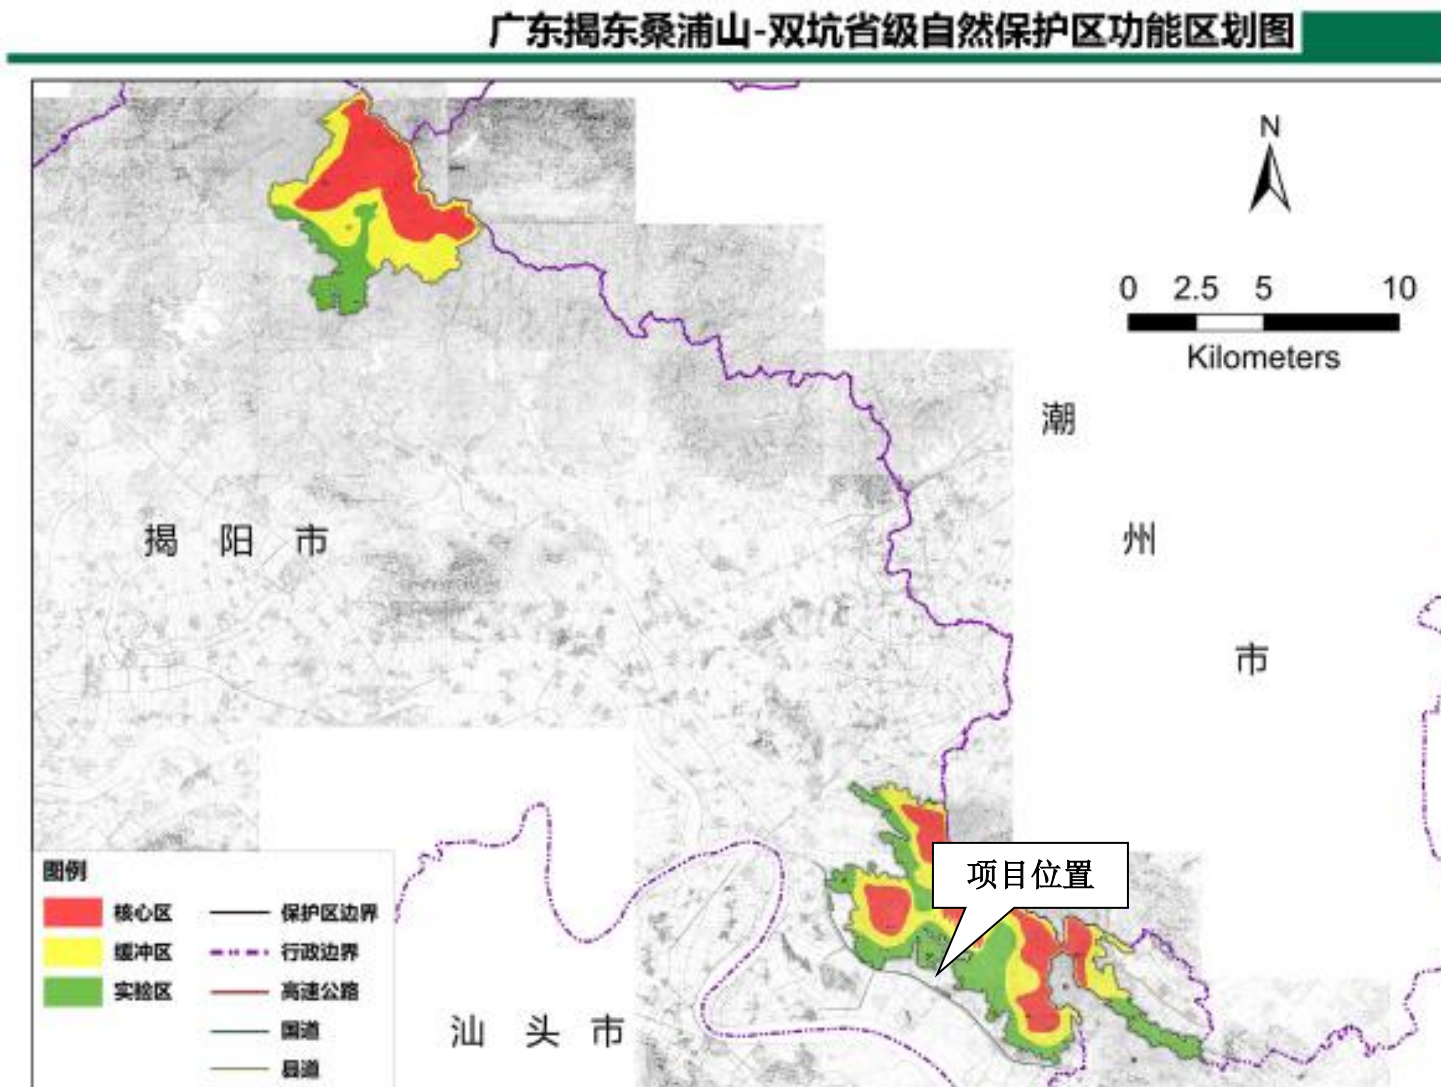 广东揭东桑浦山-双坑省级自然保护区功能区划图
N
0 2.5 5 10
Kilometers
潮
州
市
揭阳市
项目位置
汕头市
图例
核心区
缓冲区
实验区
保护区边界
行政边界
高速公路
国道
县道